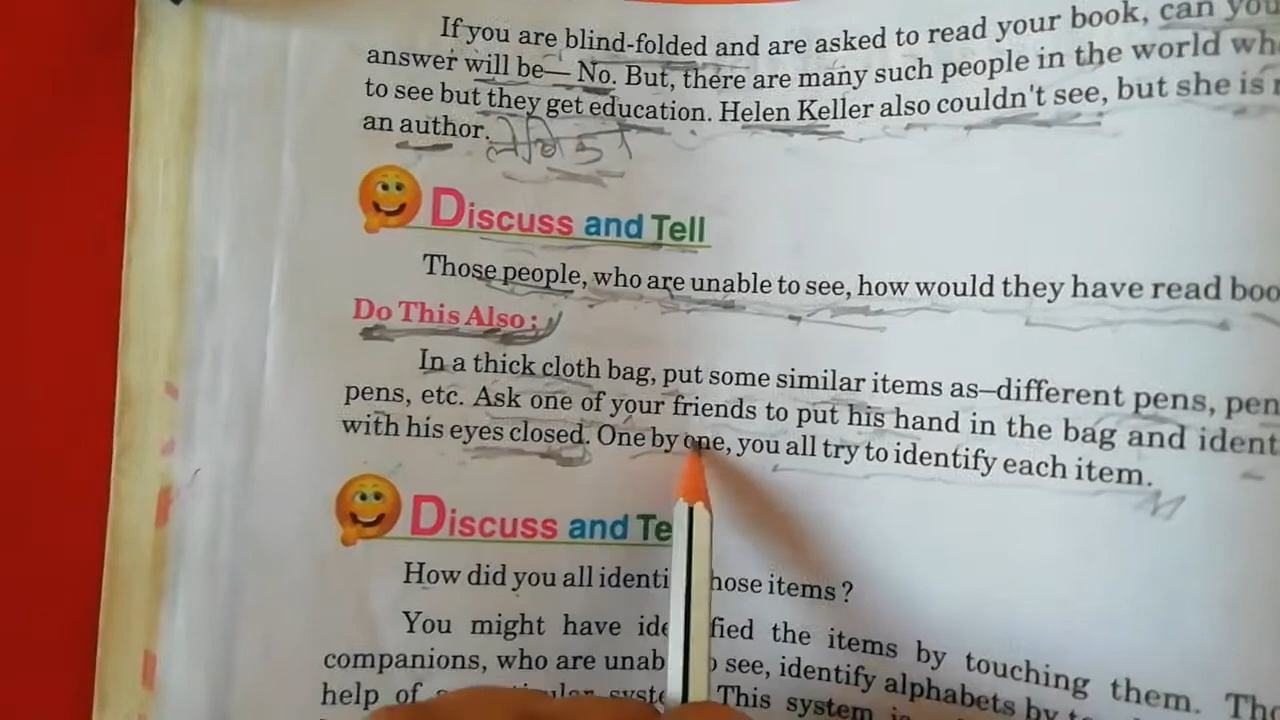 If you are blind-folded and are asked to read your book, can you
answer will be— No. But, there are many such people in the world wh
to see but they get education. Helen Keller also couldn't see, but she is
an author. लेखिका
Discuss and Tell
Those people, who are unable to see, how would they have read boo
Do This Also :
In a thick cloth bag, put some similar items as–different pens, pen
pens, etc. Ask one of your friends to put his hand in the bag and ident
with his eyes closed. One by one, you all try to identify each item.
Discuss and Te
How did you all identi hose items ?
You might have ide fied the items by touching them. The
companions, who are unab see, identify alphabets by
help of syste This system